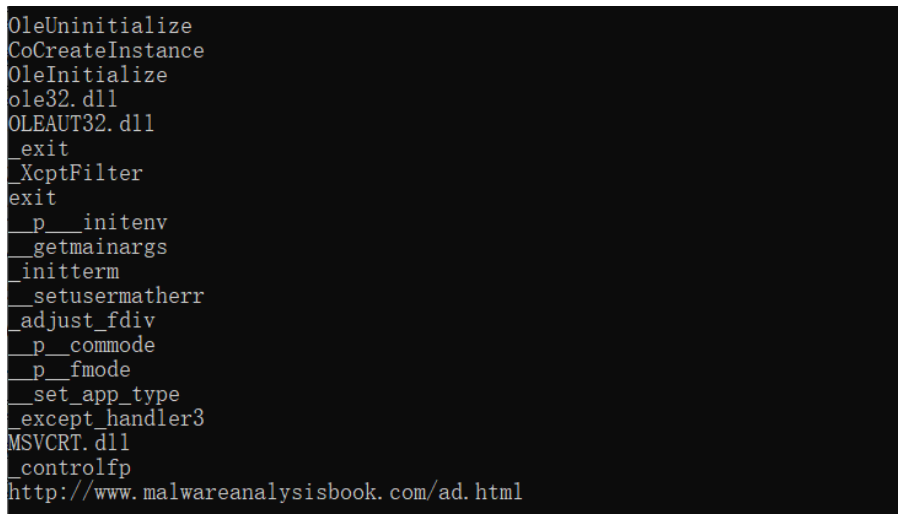 OleUninitialize
CoCreateInstance
OleInitialize
ole32.dll
OLEAUT32.dll
_exit
_XcptFilter
exit
__p___initenv
__getmainargs
_initterm
__setusermatherr
_adjust_fdiv
__p__commode
__p__fmode
__set_app_type
_except_handler3
MSVCRT.dll
_controlfp
http://www.malwareanalysisbook.com/ad.html